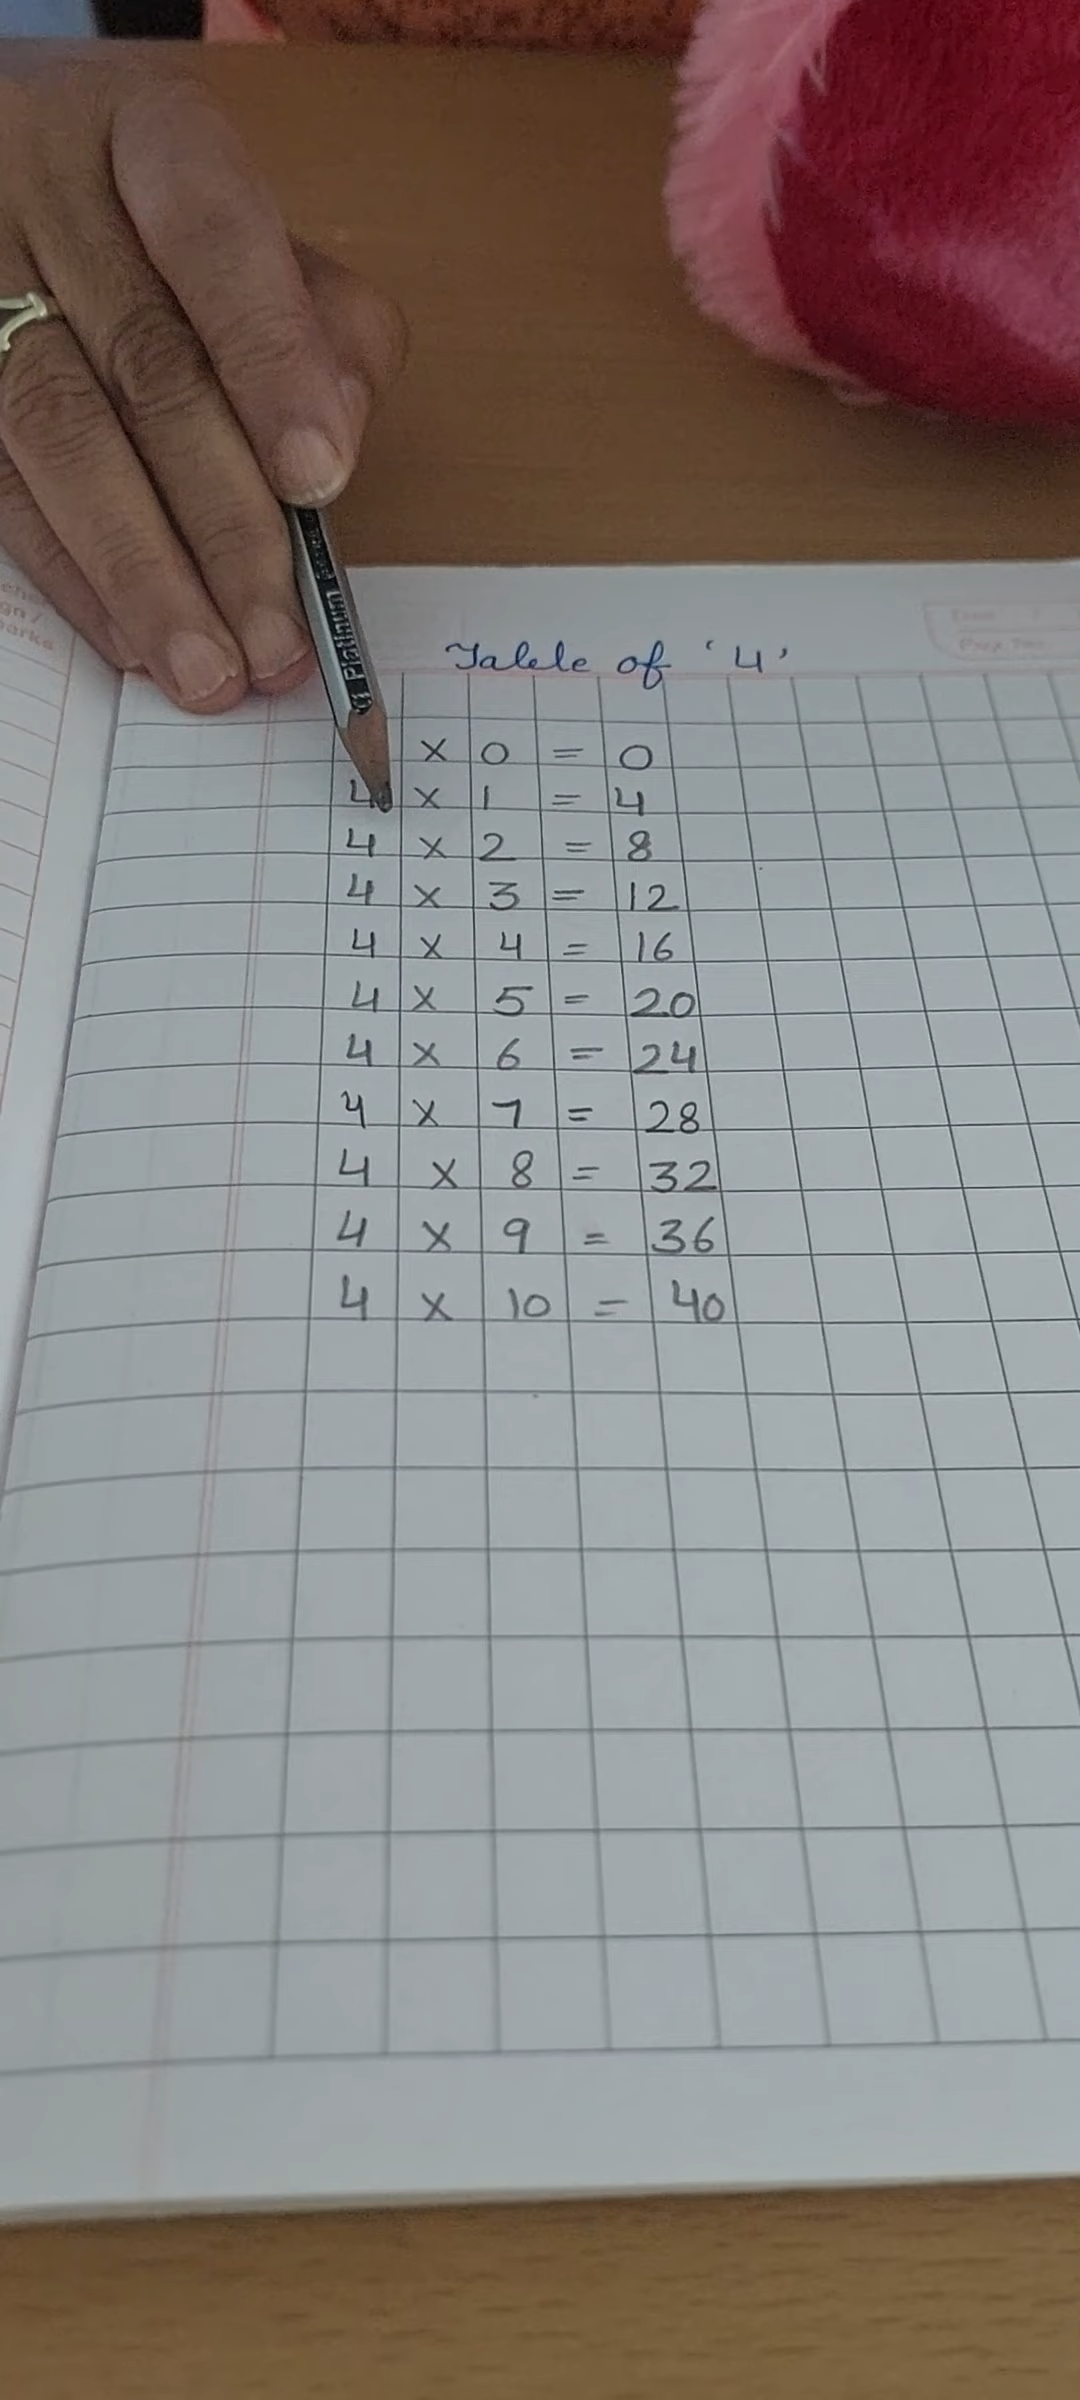 Platinum
Table of '4'
x 0 = 0
4 x 1 = 4
4 x 2 = 8
4 x 3 = 12
4 x 4 = 16
4 x 5 = 20
4 x 6 = 24
4 x 7 = 28
4 x 8 = 32
4 x 9 = 36
4 x 10 = 40